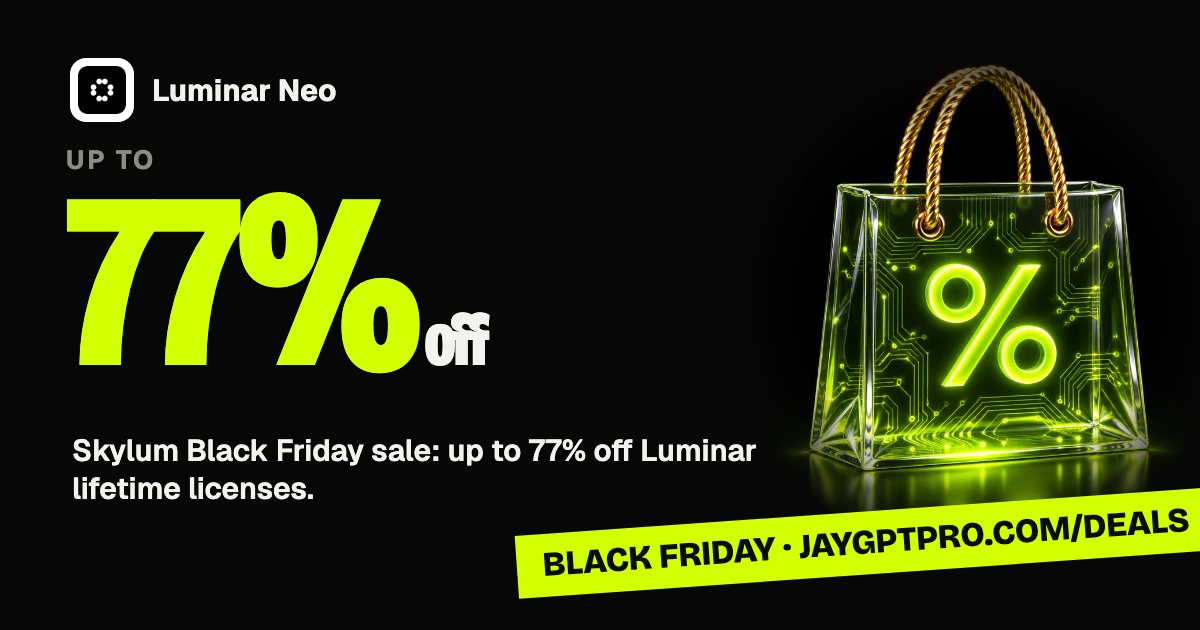 Luminar Neo
UP TO
77% off
Skylum Black Friday sale: up to 77% off Luminar
lifetime licenses.
%
BLACK FRIDAY · JAYGPTPRO.COM/DEALS